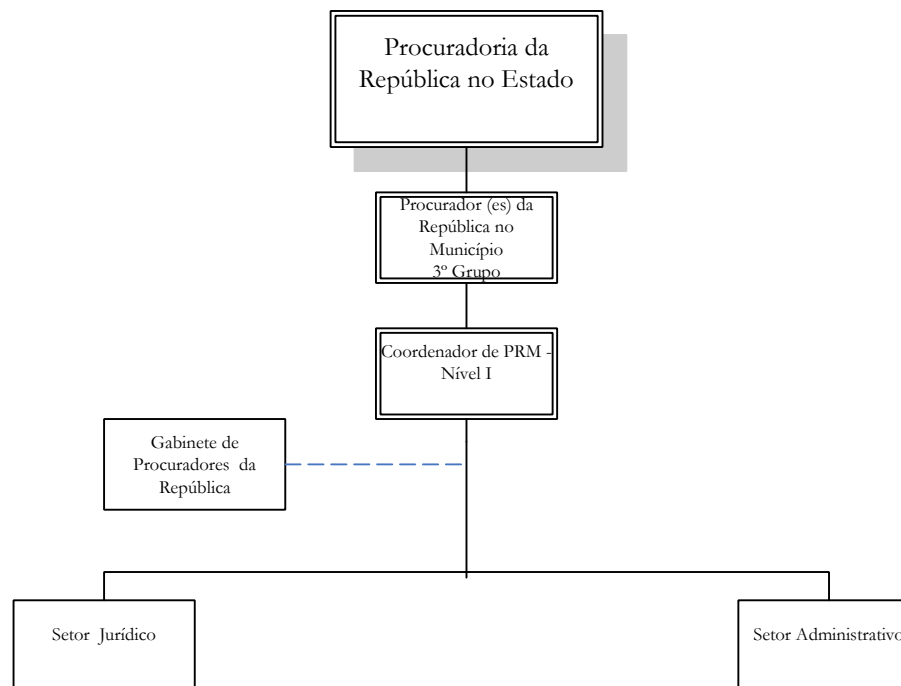 Procuradoria da
República no Estado
Procurador (es) da
República no
Município
3º Grupo
Coordenador de PRM -
Nível I
Gabinete de
Procuradores da
República
Setor Jurídico
Setor Administrativo